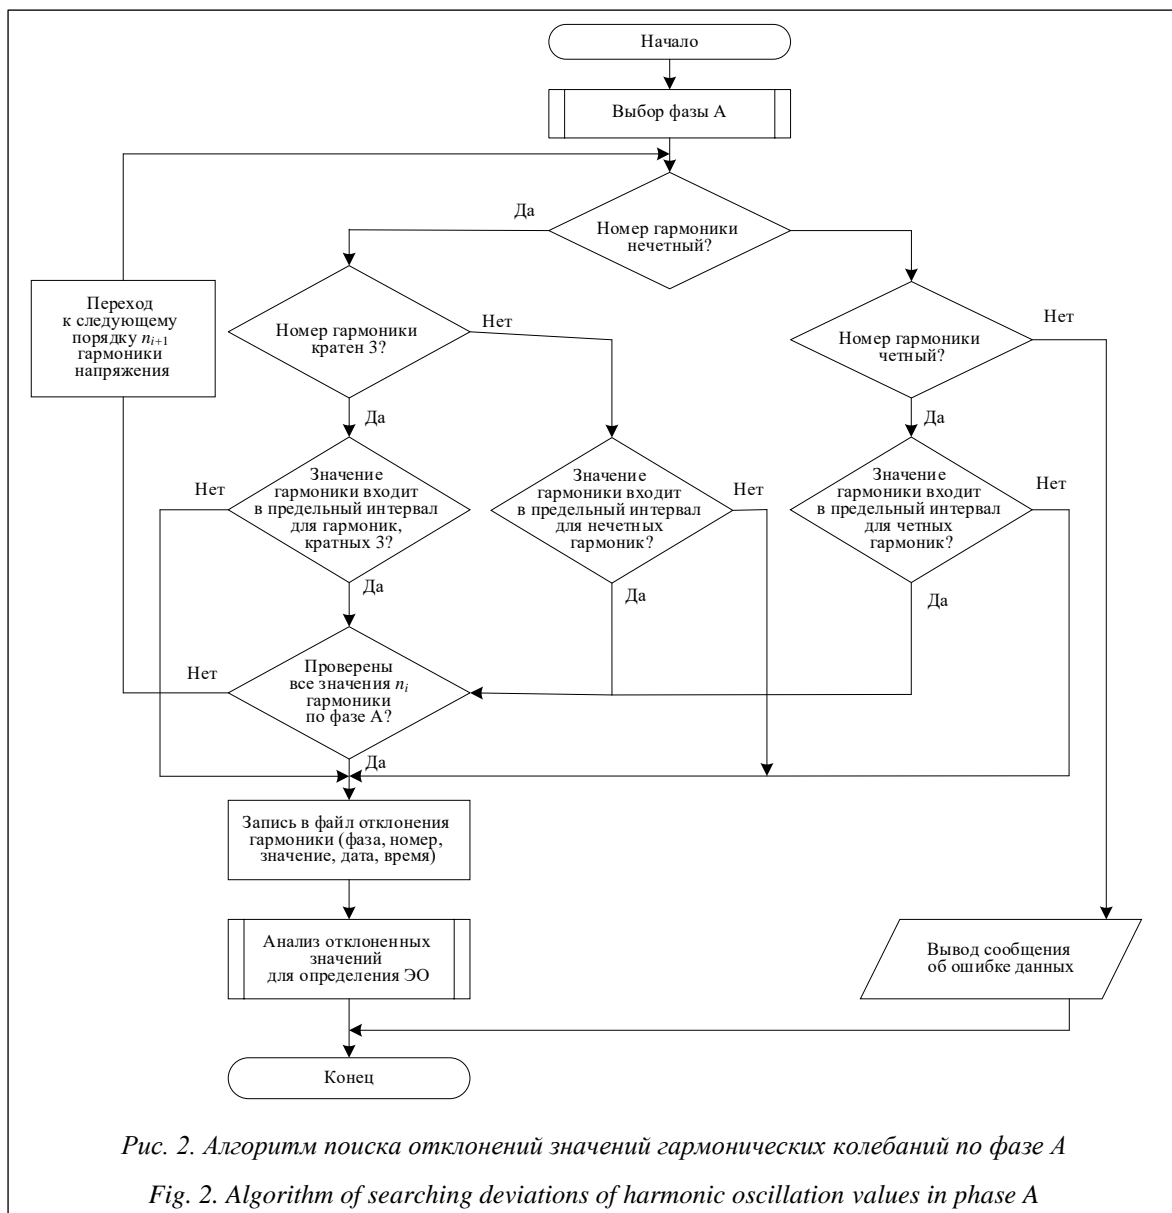 Начало
Выбор фазы А
Да
Номер гармоники
нечетный?
Переход
к следующему
порядку nᵢ₊₁
гармоники
напряжения
Номер гармоники
кратен 3?
Нет
Номер гармоники
четный?
Нет
Да
Да
Нет
Значение
гармоники входит
в предельный интервал
для гармоник,
кратных 3?
Значение
гармоники входит
в предельный интервал
для нечетных
гармоник?
Нет
Значение
гармоники входит
в предельный интервал
для четных
гармоник?
Нет
Да
Да
Да
Нет
Проверены
все значения nᵢ
гармоники
по фазе А?
Да
Запись в файл отклонения
гармоники (фаза, номер,
значение, дата, время)
Анализ отклоненных
значений
для определения ЭО
Вывод сообщения
об ошибке данных
Конец
Рис. 2. Алгоритм поиска отклонений значений гармонических колебаний по фазе А
Fig. 2. Algorithm of searching deviations of harmonic oscillation values in phase A